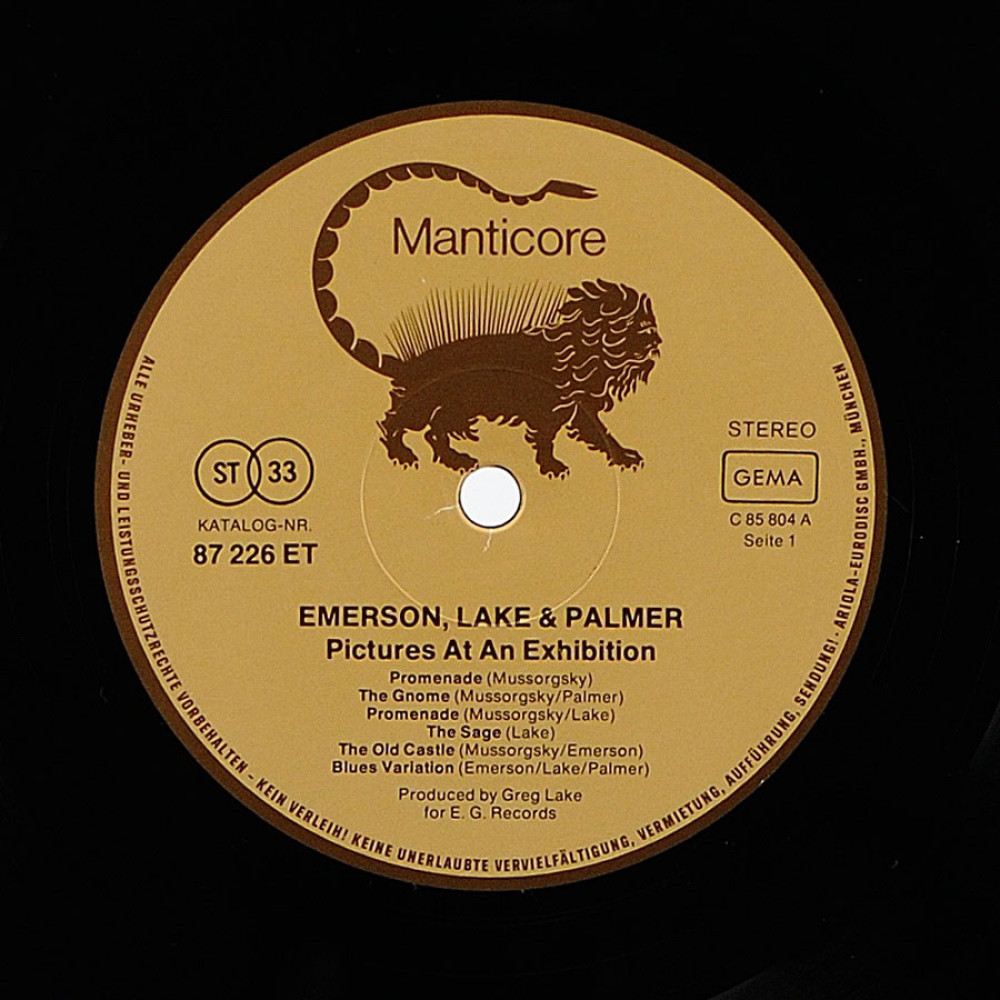 Manticore
ST 33
KATALOG-NR.
87 226 ET
STEREO
GEMA
C 85 804 A
Seite 1
EMERSON, LAKE & PALMER
Pictures At An Exhibition
Promenade (Mussorgsky)
The Gnome (Mussorgsky/Palmer)
Promenade (Mussorgsky/Lake)
The Sage (Lake)
The Old Castle (Mussorgsky/Emerson)
Blues Variation (Emerson/Lake/Palmer)
Produced by Greg Lake
for E. G. Records
ALLE URHEBER- UND LEISTUNGSSCHUTZRECHTE VORBEHALTEN - KEIN VERLEIH! KEINE UNERLAUBTE VERVIELFÄLTIGUNG, VERMIETUNG, AUFFÜHRUNG, SENDUNG! · ARIOLA-EURODISC GMBH., MÜNCHEN